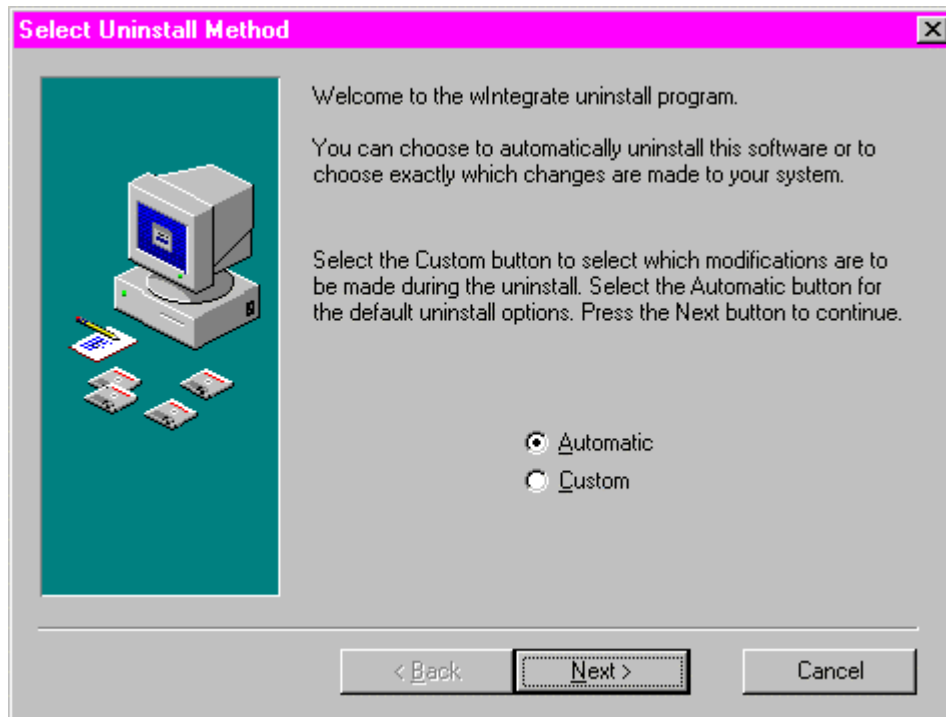 Select Uninstall Method
Welcome to the wIntegrate uninstall program.
You can choose to automatically uninstall this software or to
choose exactly which changes are made to your system.
Select the Custom button to select which modifications are to
be made during the uninstall. Select the Automatic button for
the default uninstall options. Press the Next button to continue.
Automatic
Custom
< Back
Next >
Cancel